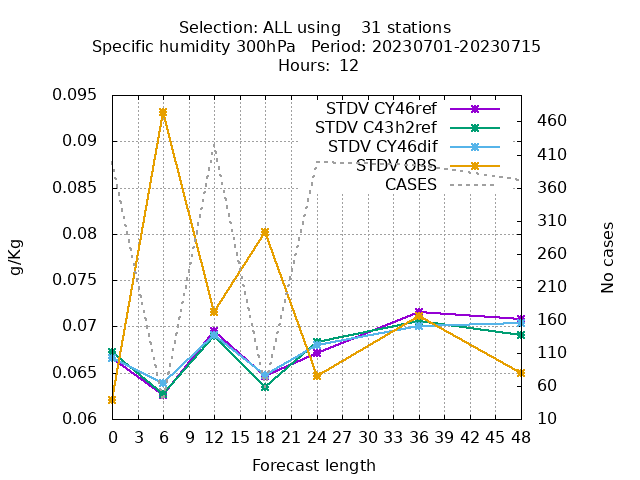 Selection: ALL using 31 stations
Specific humidity 300hPa Period: 20230701-20230715
Hours: 12
STDV CY46ref
STDV C43h2ref
STDV CY46dif
STDV OBS
CASES
g/Kg
0.095
0.09
0.085
0.08
0.075
0.07
0.065
0.06
460
410
360
310
260
210
160
110
60
10
No cases
0 3 6 9 12 15 18 21 24 27 30 33 36 39 42 45 48
Forecast length